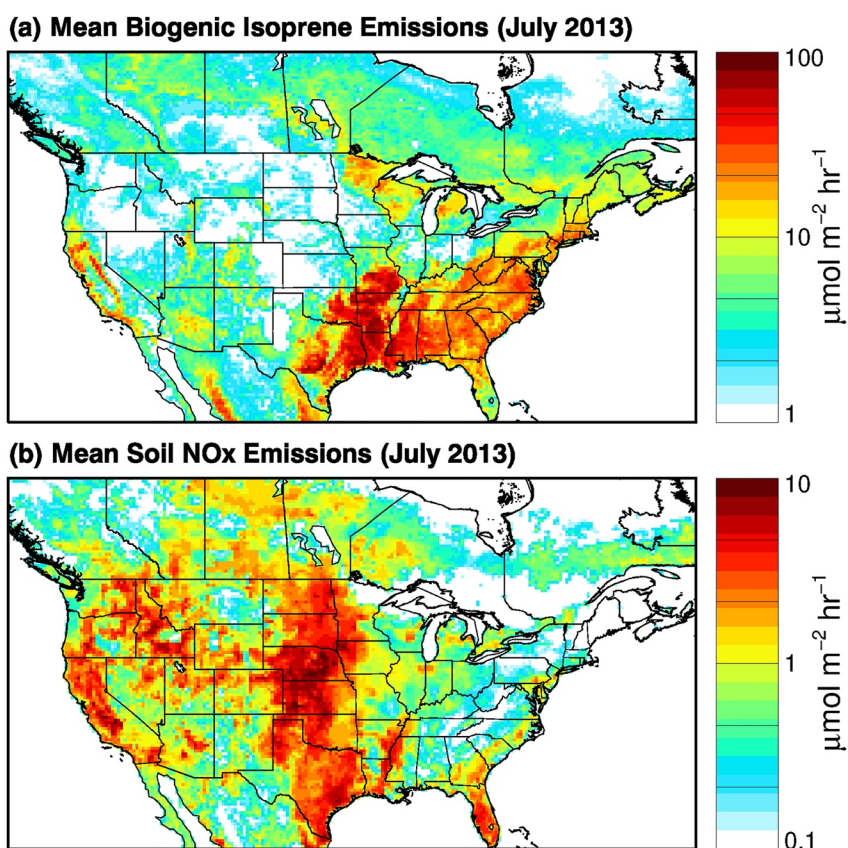 (a) Mean Biogenic Isoprene Emissions (July 2013)
100
10
1
μmol m⁻² hr⁻¹
(b) Mean Soil NOx Emissions (July 2013)
10
1
0.1
μmol m⁻² hr⁻¹